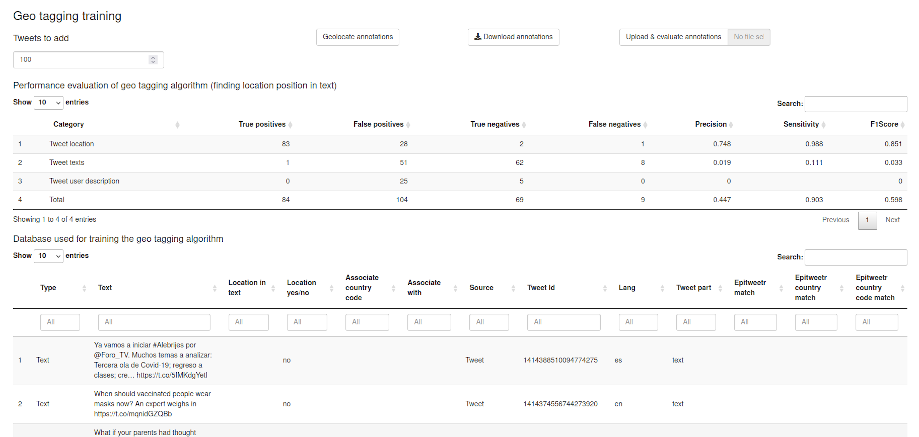 Geo tagging training
Tweets to add
Geolocate annotations Download annotations Upload & evaluate annotations No file ad
100
Performance evaluation of geo tagging algorithm (finding location position in text)
Show 10 entries Search:
Category True positives False positives True negatives False negatives Precision Sensitivity F1Score
1 Tweet location 83 28 2 1 0.748 0.988 0.851
2 Tweet texts 1 51 62 8 0.019 0.111 0.033
3 Tweet user description 0 25 5 0 0 0
4 Total 84 104 69 9 0.447 0.903 0.598
Showing 1 to 4 of 4 entries Previous 1 Next
Database used for training the geo tagging algorithm
Show 10 entries Search:
Type Text Location in text Location yes/no Associate country code Associate with Source Tweet Id Lang Tweet part Epitweetr match Epitweetr country match Epitweetr country code match
All All All All All All All All All All All All All
1 Text Ya vamos a iniciar #Alebrijes por no Tweet 1414388510094774275 es text
@Foro_TV. Muchos temas a analizar:
Tercera ola de Covid-19; regreso a
clases; cre… https://t.co/5fMKdgYetI
2 Text When should vaccinated people wear no Tweet 1414374556744273920 en text
masks now? An expert weighs in
https://t.co/mqnidGZQBb
What if your parents had thought